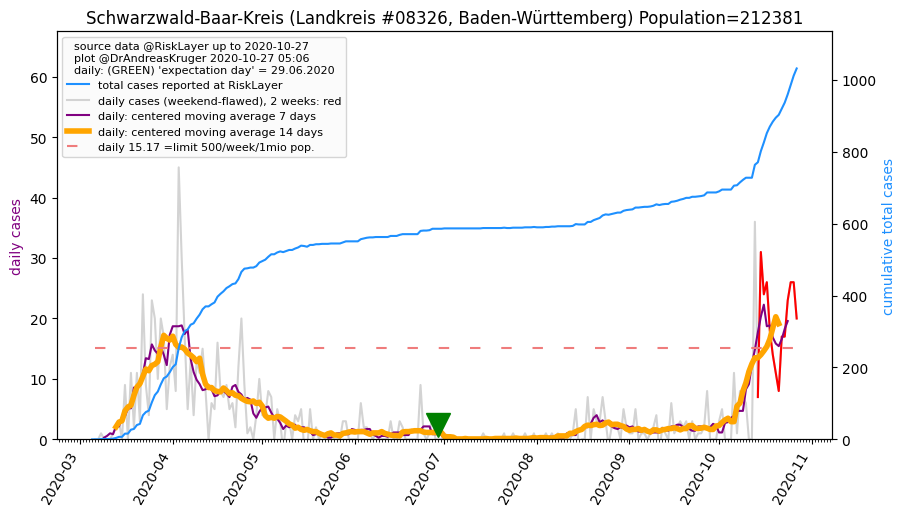 Schwarzwald-Baar-Kreis (Landkreis #08326, Baden-Württemberg) Population=212381
source data @RiskLayer up to 2020-10-27
plot @DrAndreasKruger 2020-10-27 05:06
daily: (GREEN) 'expectation day' = 29.06.2020
total cases reported at RiskLayer
daily cases (weekend-flawed), 2 weeks: red
daily: centered moving average 7 days
daily: centered moving average 14 days
daily 15.17 =limit 500/week/1mio pop.
daily cases
60
50
40
30
20
10
0
cumulative total cases
1000
800
600
400
200
0
2020-03
2020-04
2020-05
2020-06
2020-07
2020-08
2020-09
2020-10
2020-11